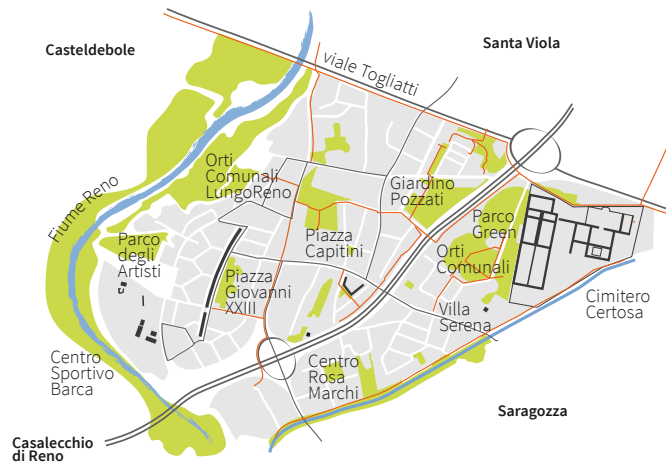 Casteldebole
Santa Viola
viale Togliatti
Fiume Reno
Orti
Comunali
LungoReno
Giardino
Pozzati
Parco
Green
Parco
degli
Artisti
Piazza
Capitini
Orti
Comunali
Piazza
Giovanni
XXIII
Villa
Serena
Cimitero
Certosa
Centro
Sportivo
Barca
Centro
Rosa
Marchi
Saragozza
Casalecchio
di Reno